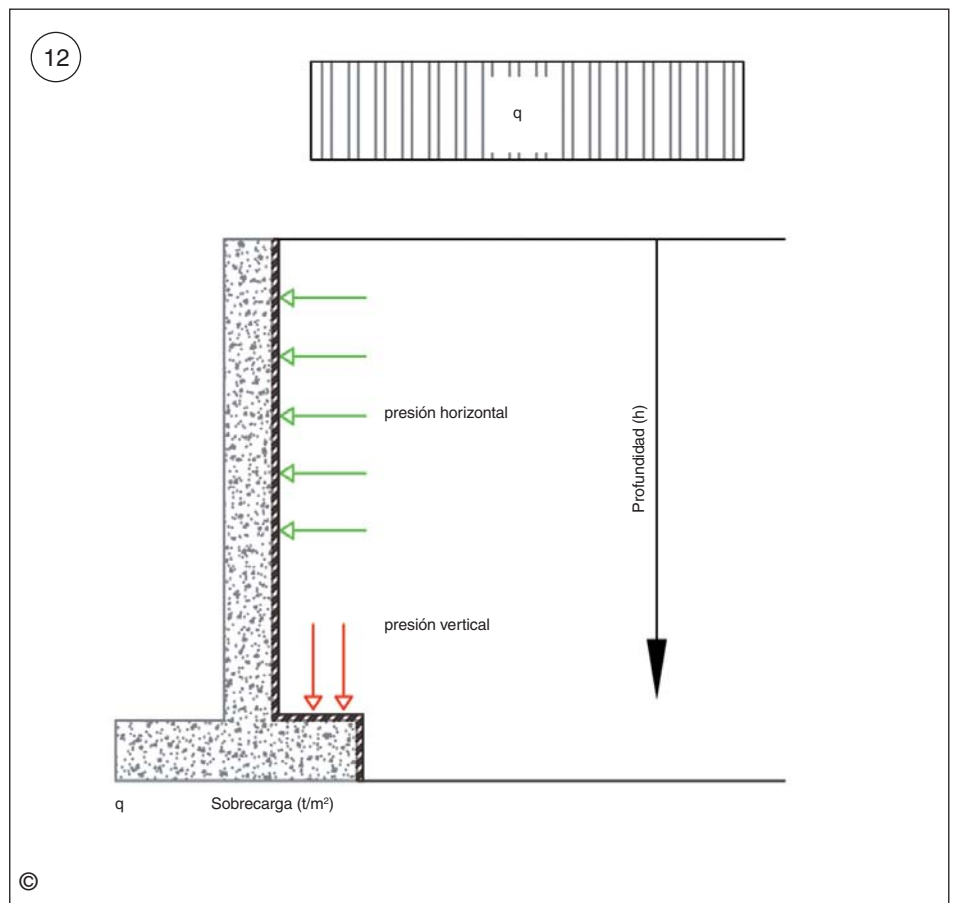 12
q
presión horizontal
Profundidad (h)
presión vertical
q Sobrecarga (t/m²)
©